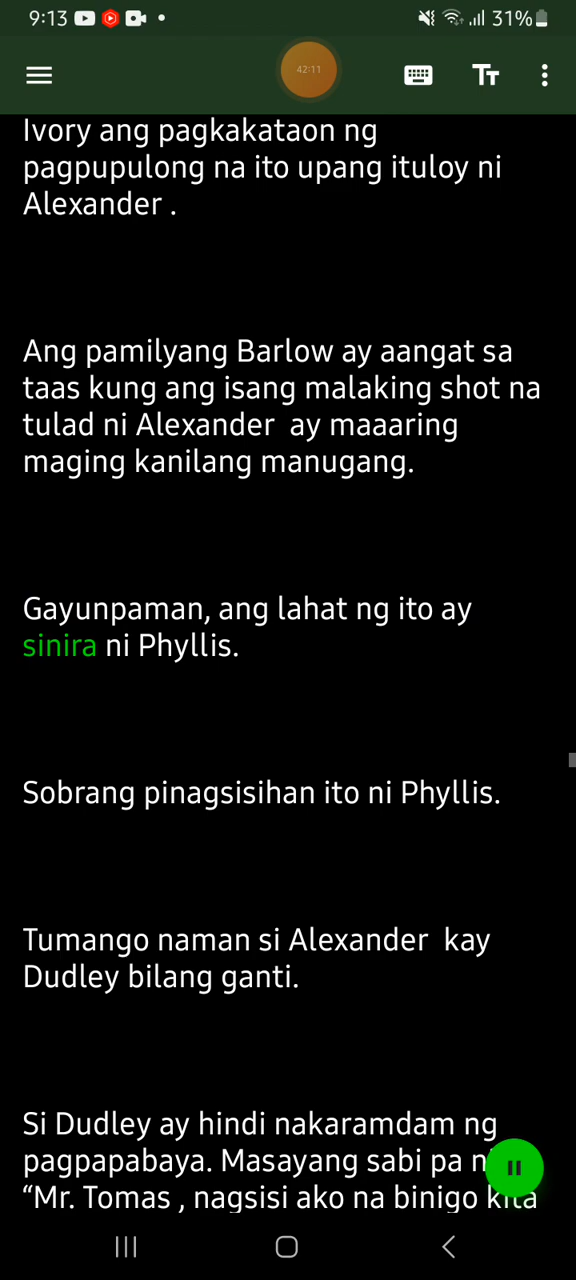 9:13
31%
42:11
Ivory ang pagkakataon ng
pagpupulong na ito upang ituloy ni
Alexander .
Ang pamilyang Barlow ay aangat sa
taas kung ang isang malaking shot na
tulad ni Alexander  ay maaaring
maging kanilang manugang.
Gayunpaman, ang lahat ng ito ay
sinira ni Phyllis.
Sobrang pinagsisihan ito ni Phyllis.
Tumango naman si Alexander  kay
Dudley bilang ganti.
Si Dudley ay hindi nakaramdam ng
pagpapabaya. Masayang sabi pa
“Mr. Tomas , nagsisi ako na binigo kita